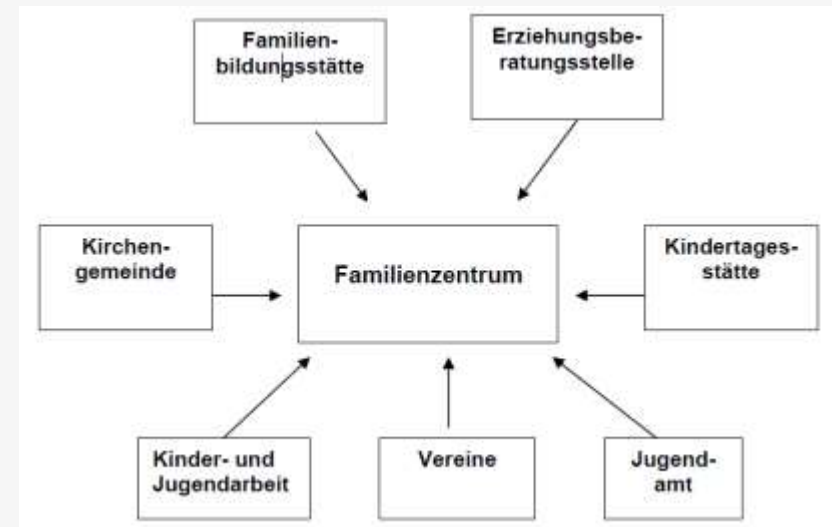 Familien-
bildungsstätte
Erziehungsbe-
ratungsstelle
Kirchen-
gemeinde
Familienzentrum
Kindertages-
stätte
Kinder- und
Jugendarbeit
Vereine
Jugend-
amt